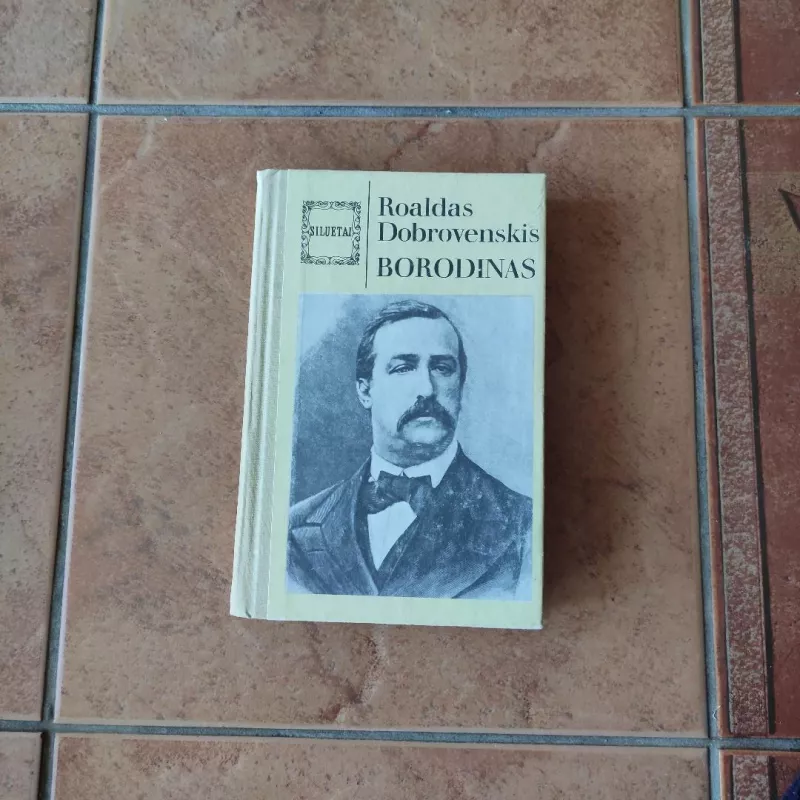 SILUETAI
Roaldas
Dobrovenskis
BORODINAS